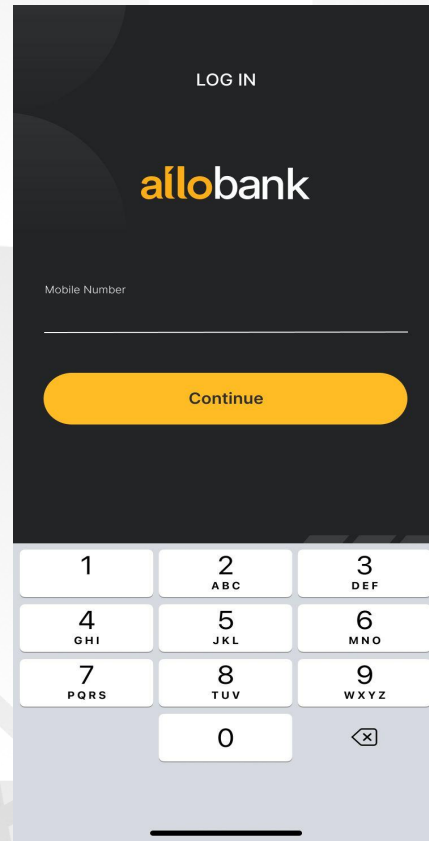 LOG IN
allobank
Mobile Number
Continue
1
2
ABC
3
DEF
4
GHI
5
JKL
6
MNO
7
PQRS
8
TUV
9
WXYZ
0